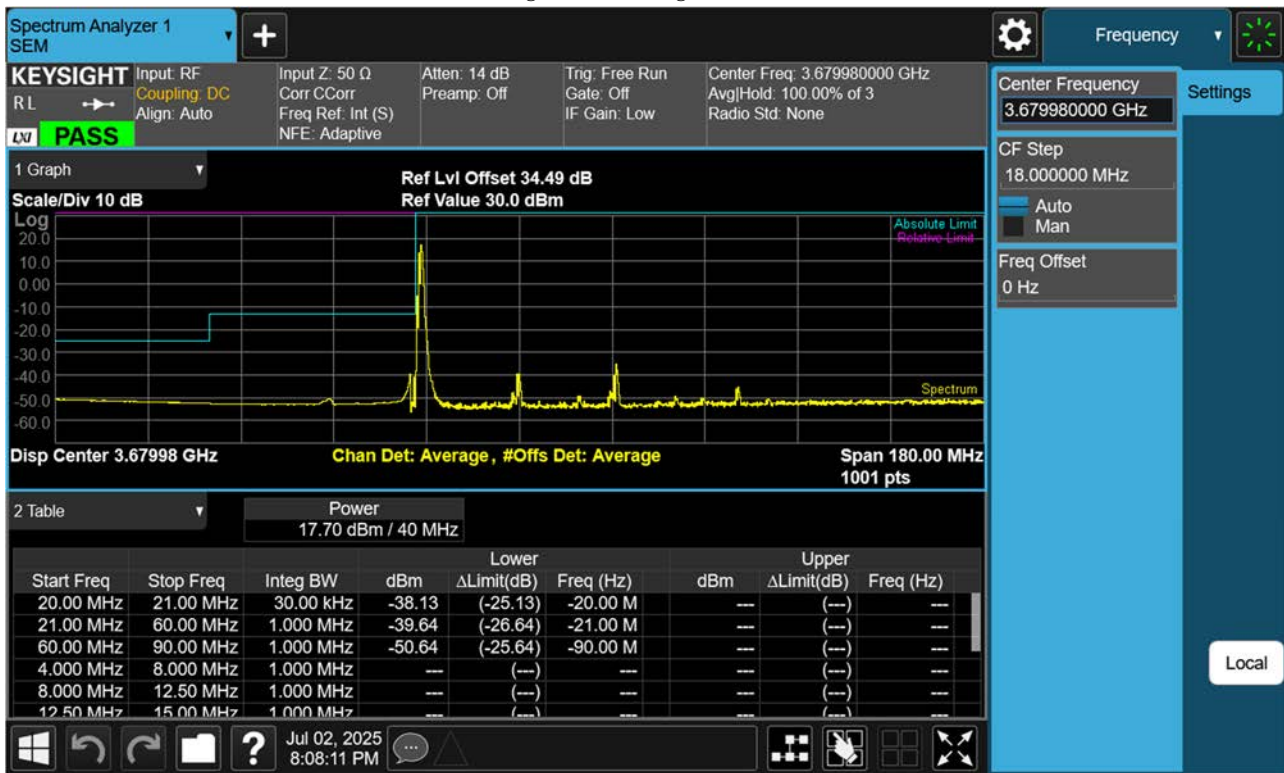 Spectrum Analyzer 1
SEM
Frequency
KEYSIGHT
RL
LXI PASS
Input: RF
Coupling: DC
Align: Auto
Input Z: 50 Ω
Corr CCorr
Freq Ref: Int (S)
NFE: Adaptive
Atten: 14 dB
Preamp: Off
Trig: Free Run
Gate: Off
IF Gain: Low
Center Freq: 3.679980000 GHz
Avg|Hold: 100.00% of 3
Radio Std: None
Center Frequency
3.679980000 GHz
Settings
CF Step
18.000000 MHz
Auto
Man
Freq Offset
0 Hz
Local
1 Graph
Scale/Div 10 dB
Ref Lvl Offset 34.49 dB
Ref Value 30.0 dBm
Log
Absolute Limit
Relative Limit
20.0
10.0
0.00
-10.0
-20.0
-30.0
-40.0
-50.0
-60.0
Spectrum
Disp Center 3.67998 GHz
Chan Det: Average, #Offs Det: Average
Span 180.00 MHz
1001 pts
2 Table
Power
17.70 dBm / 40 MHz
Lower Upper
Start Freq Stop Freq Integ BW dBm ΔLimit(dB) Freq (Hz) dBm ΔLimit(dB) Freq (Hz)
20.00 MHz 21.00 MHz 30.00 kHz -38.13 (-25.13) -20.00 M --- (---) ---
21.00 MHz 60.00 MHz 1.000 MHz -39.64 (-26.64) -21.00 M --- (---) ---
60.00 MHz 90.00 MHz 1.000 MHz -50.64 (-25.64) -90.00 M --- (---) ---
4.000 MHz 8.000 MHz 1.000 MHz --- (---) --- --- (---) ---
8.000 MHz 12.50 MHz 1.000 MHz --- (---) --- --- (---) ---
12.50 MHz 15.00 MHz 1.000 MHz --- (---) --- --- (---) ---
? Jul 02, 2025
8:08:11 PM